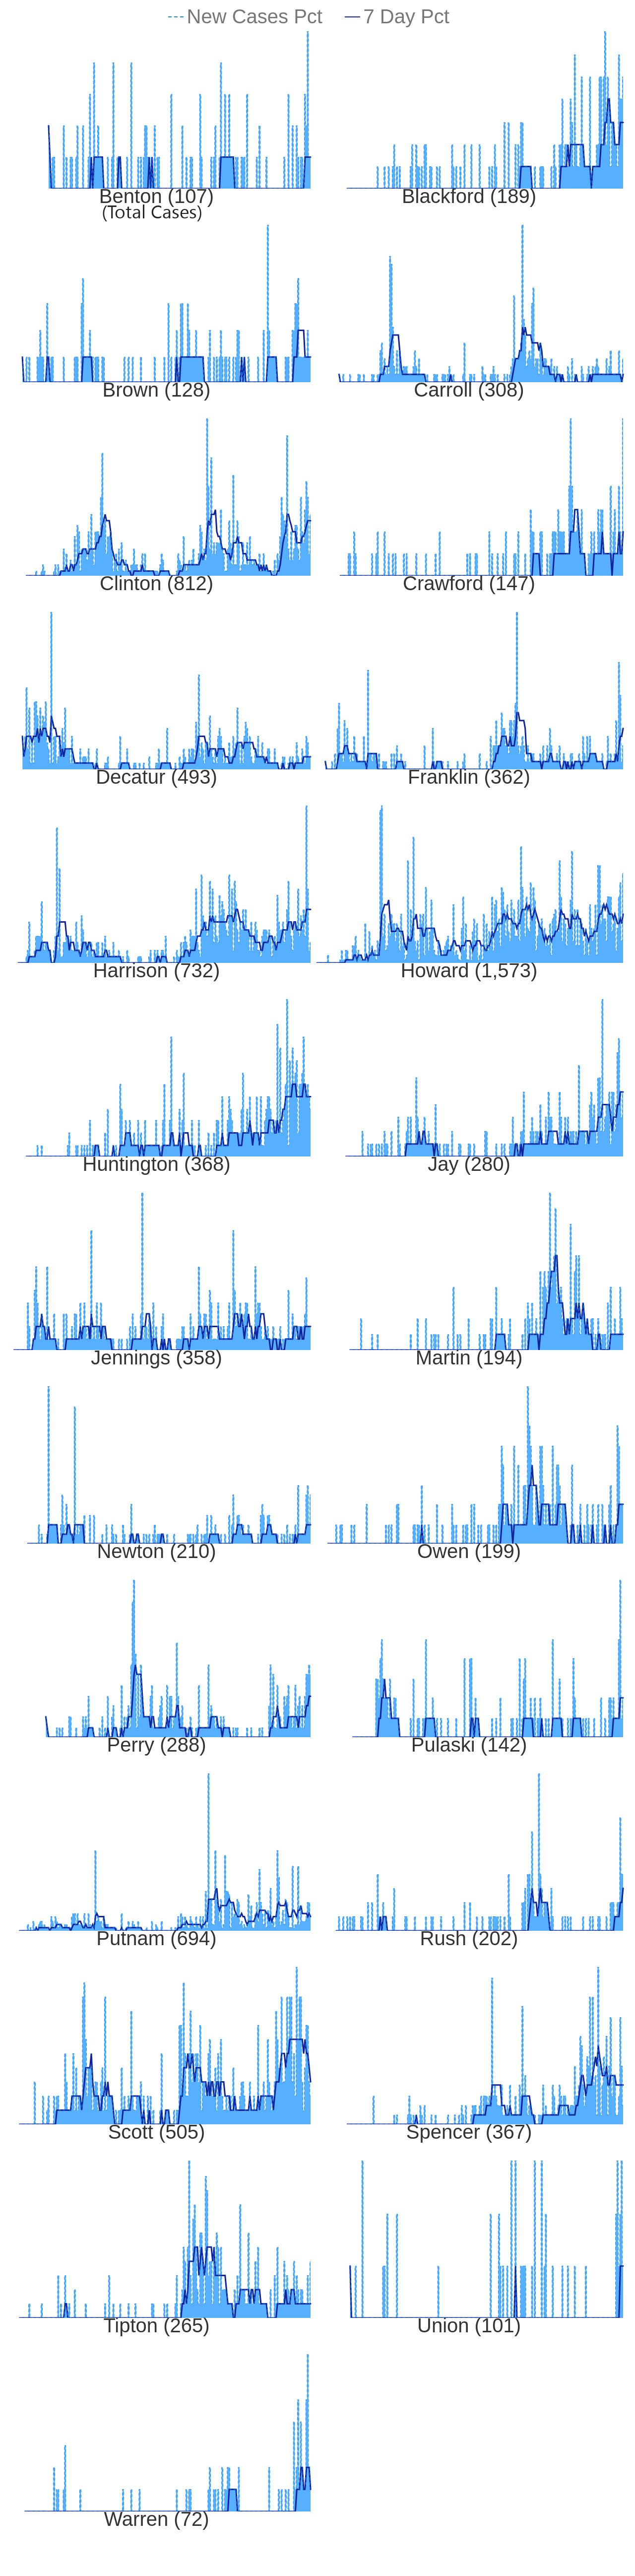 New Cases Pct 7 Day Pct
Benton (107) Blackford (189)
(Total Cases)
Brown (128) Carroll (308)
Clinton (812) Crawford (147)
Decatur (493) Franklin (362)
Harrison (732) Howard (1,573)
Huntington (368) Jay (280)
Jennings (358) Martin (194)
Newton (210) Owen (199)
Perry (288) Pulaski (142)
Putnam (694) Rush (202)
Scott (505) Spencer (367)
Tipton (265) Union (101)
Warren (72)